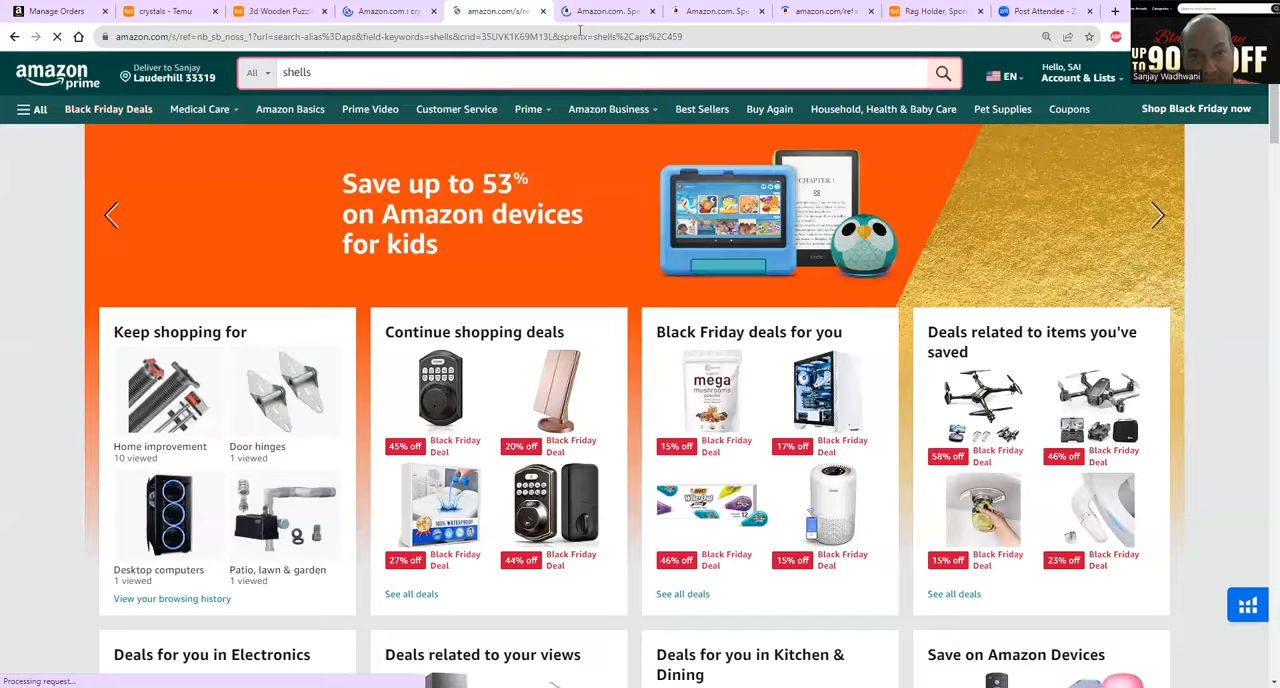 Manage Orders
crystals - Temu
3d Wooden Puzzl
Amazon.com : cry
amazon.com/s/re
Amazon.com. Spe
Amazon.com. Spe
amazon.com/ref=
Rag Holder, Spon
Post Attendee - Z
amazon.com/s/ref=nb_sb_noss_1?url=search-alias%3Daps&field-keywords=shells&crid=3SUVK1K69M13L&sprefix=shells%2Caps%2C459
ABP
UP TO 90% OFF
Sanjay Wadhwani
amazon prime
Deliver to Sanjay
Lauderhill 33319
All
shells
EN
Hello, SAI
Account & Lists
All
Black Friday Deals
Medical Care
Amazon Basics
Prime Video
Customer Service
Prime
Amazon Business
Best Sellers
Buy Again
Household, Health & Baby Care
Pet Supplies
Coupons
Shop Black Friday now
Save up to 53%
on Amazon devices
for kids
CHAPTER 1
Keep shopping for
Home improvement
10 viewed
Door hinges
1 viewed
Desktop computers
1 viewed
Patio, lawn & garden
1 viewed
View your browsing history
Continue shopping deals
45% off
Black Friday
Deal
20% off
Black Friday
Deal
100% WATERPROOF
27% off
Black Friday
Deal
44% off
Black Friday
Deal
See all deals
Black Friday deals for you
mega
mushrooms
15% off
Black Friday
Deal
17% off
Black Friday
Deal
46% off
Black Friday
Deal
15% off
Black Friday
Deal
See all deals
Deals related to items you've
saved
58% off
Black Friday
Deal
46% off
Black Friday
Deal
15% off
Black Friday
Deal
23% off
Black Friday
Deal
See all deals
Deals for you in Electronics
Deals related to your views
Deals for you in Kitchen &
Dining
Save on Amazon Devices
Processing request...